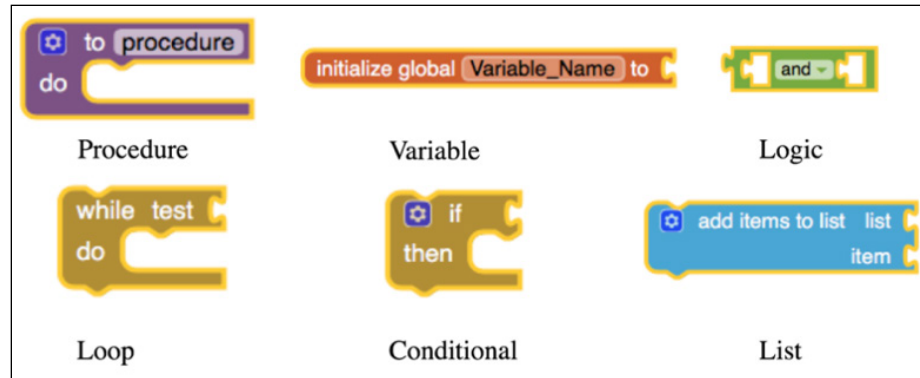 to procedure
do
initialize global Variable_Name to
and
Procedure
Variable
Logic
while test
do
if
then
add items to list list
item
Loop
Conditional
List